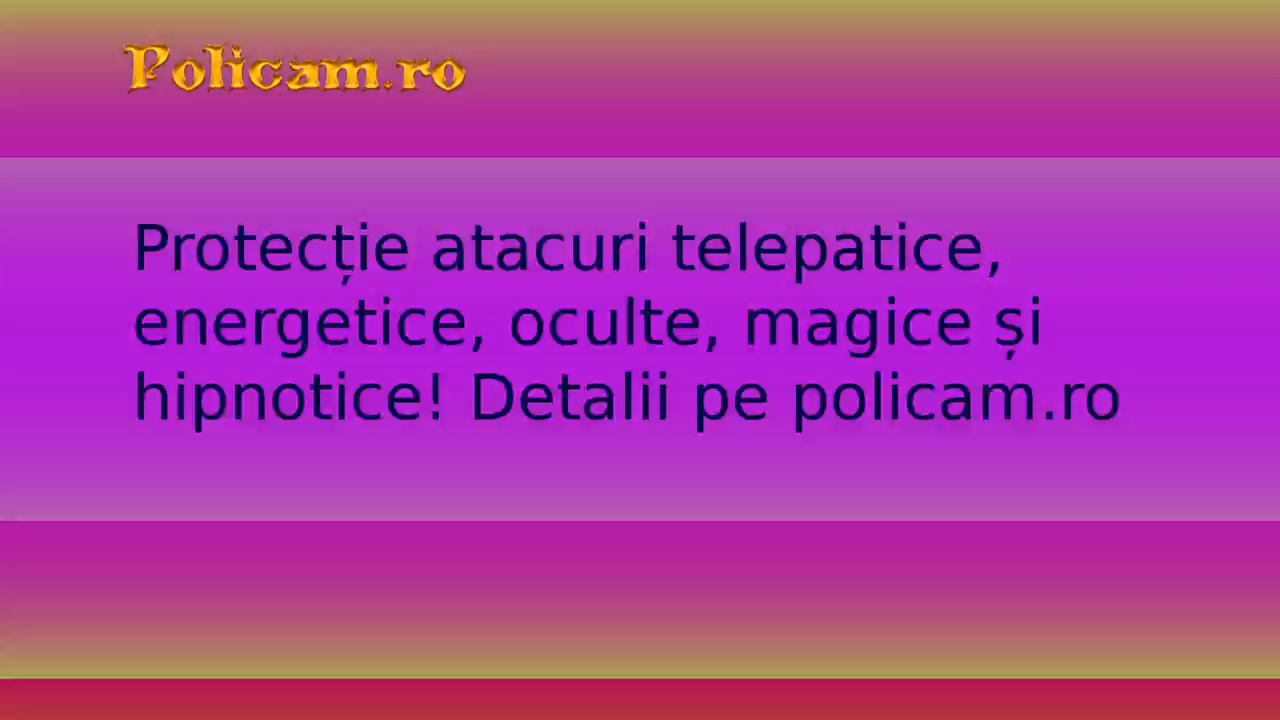 Policam.ro
Protecție atacuri telepatice,
energetice, oculte, magice și
hipnotice! Detalii pe policam.ro